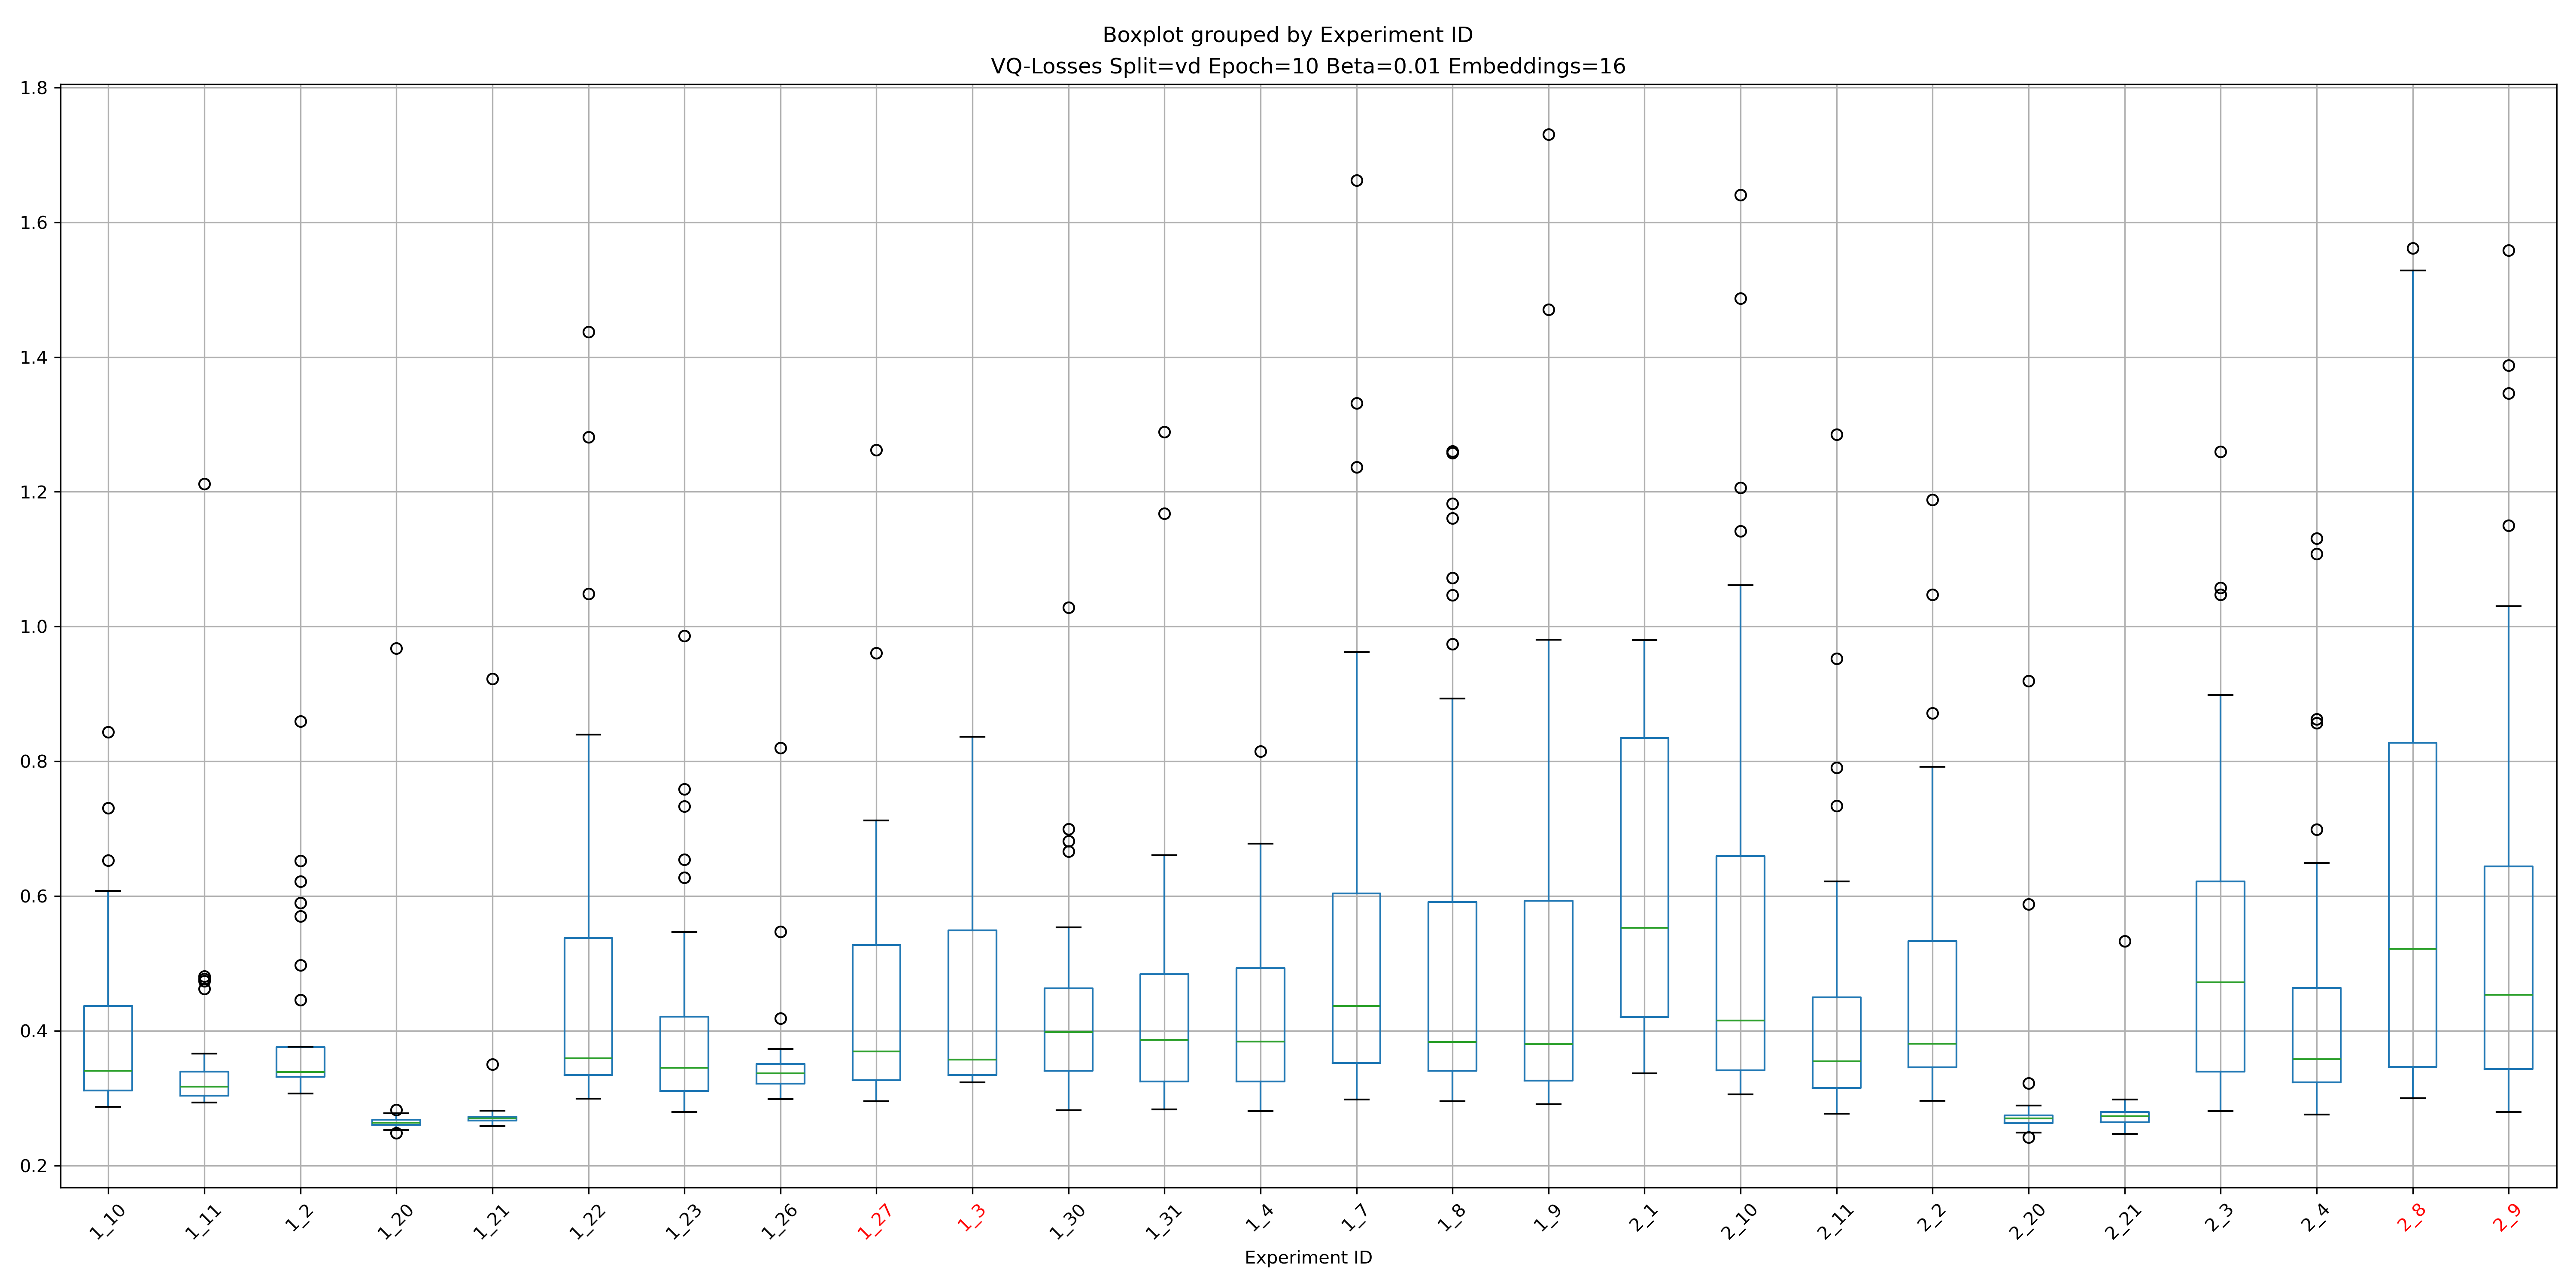 Boxplot grouped by Experiment ID
VQ-Losses Split=vd Epoch=10 Beta=0.01 Embeddings=16
1.8
1.6
1.4
1.2
1.0
0.8
0.6
0.4
0.2
1_10 1_11 1_2 1_20 1_21 1_22 1_23 1_26 1_27 1_3 1_30 1_31 1_4 1_7 1_8 1_9 2_1 2_10 2_11 2_2 2_20 2_21 2_3 2_4 2_8 2_9
Experiment ID